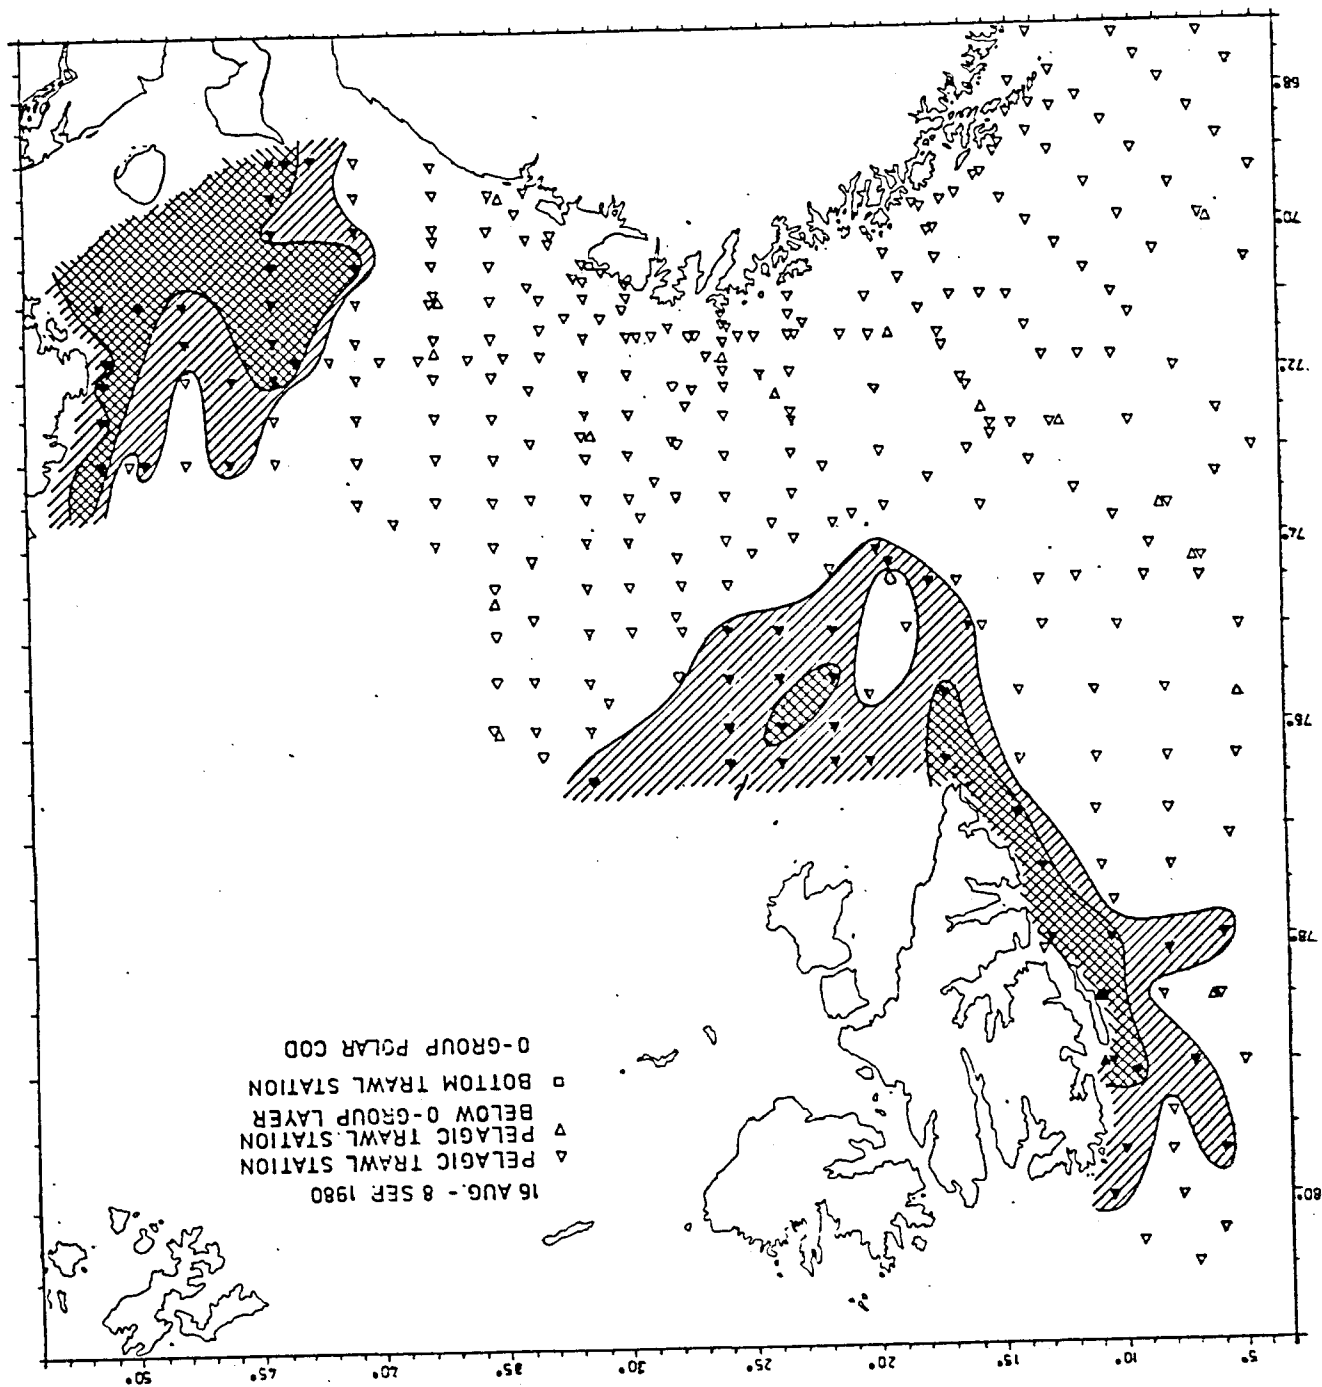 5° 10° 15° 20° 25° 30° 35° 40° 45° 50°
80°
16 AUG. - 8 SEP. 1980
△ PELAGIC TRAWL STATION
▽ PELAGIC TRAWL STATION
BELOW 0-GROUP LAYER
□ BOTTOM TRAWL STATION
0-GROUP POLAR COD
78°
76°
74°
72°
70°
68°